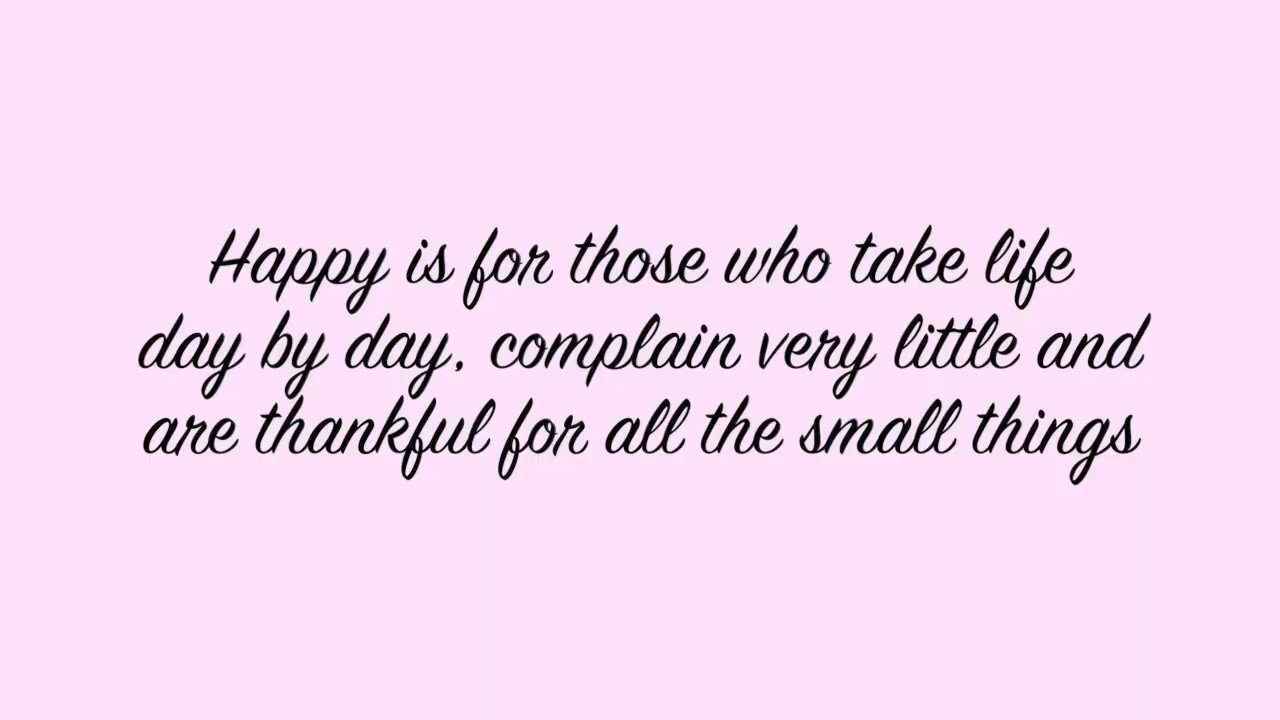 Happy is for those who take life
day by day, complain very little and
are thankful for all the small things